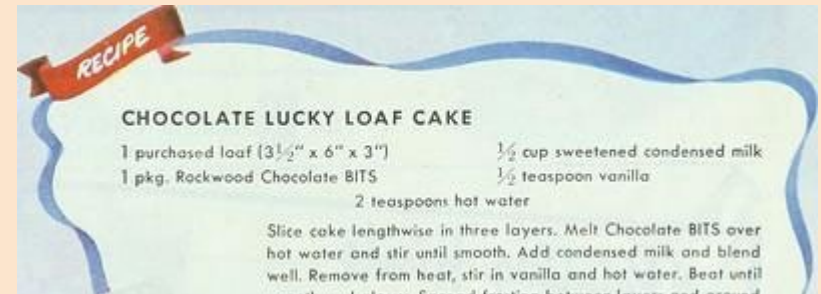 RECIPE
CHOCOLATE LUCKY LOAF CAKE
1 purchased loaf (3½" x 6" x 3")
1 pkg. Rockwood Chocolate BITS
½ cup sweetened condensed milk
½ teaspoon vanilla
2 teaspoons hot water
Slice cake lengthwise in three layers. Melt Chocolate BITS over
hot water and stir until smooth. Add condensed milk and blend
well. Remove from heat, stir in vanilla and hot water. Beat until